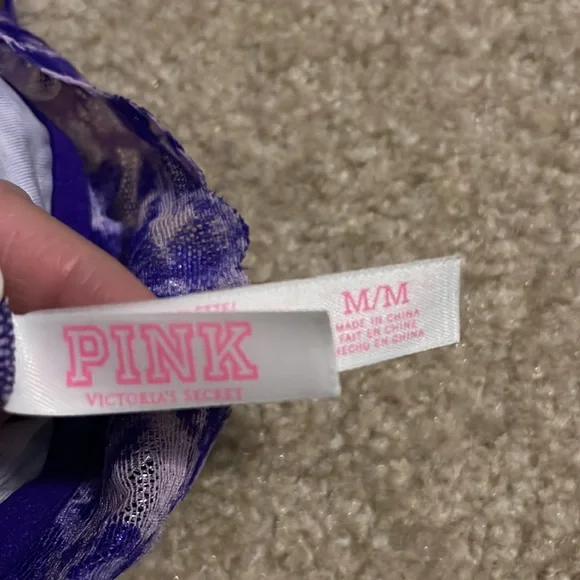 PINK
VICTORIA'S SECRET
M/M
MADE IN CHINA
FAIT EN CHINE
HECHO EN CHINA